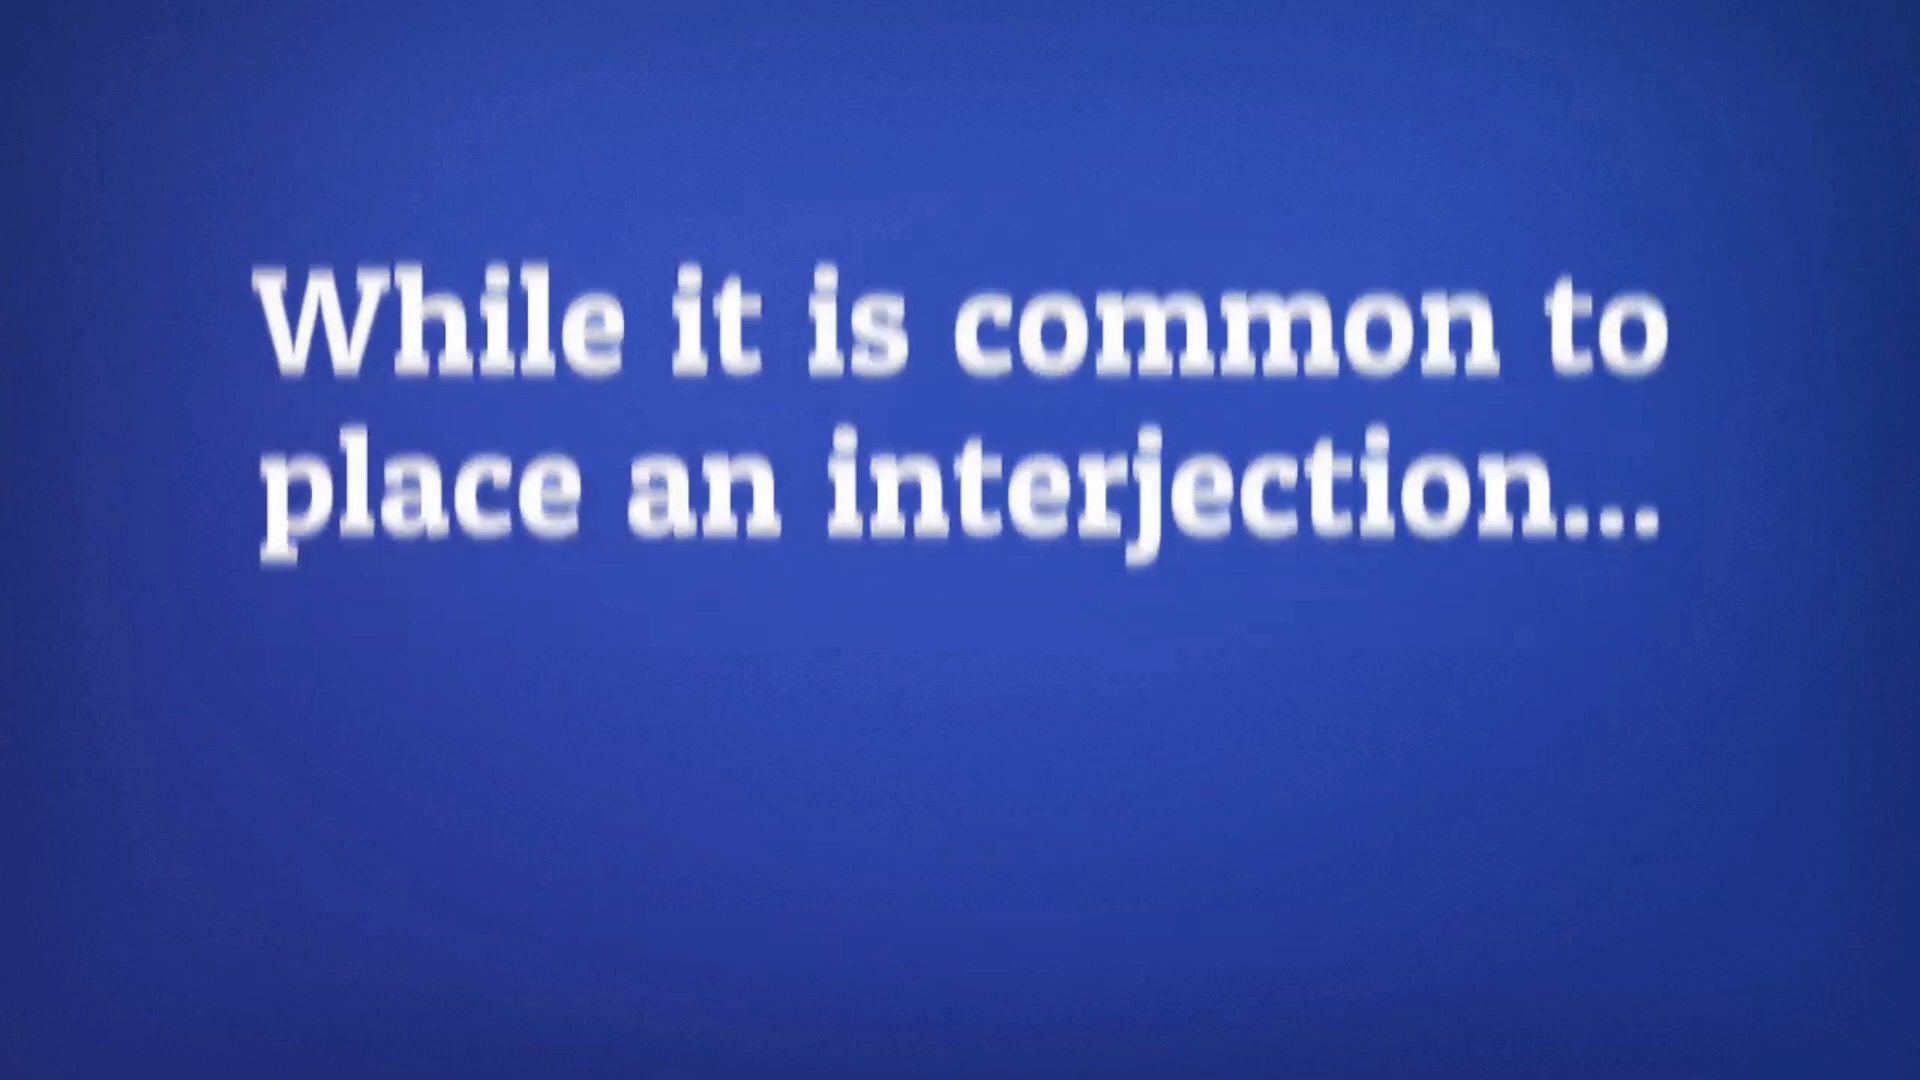 While it is common to
place an interjection...